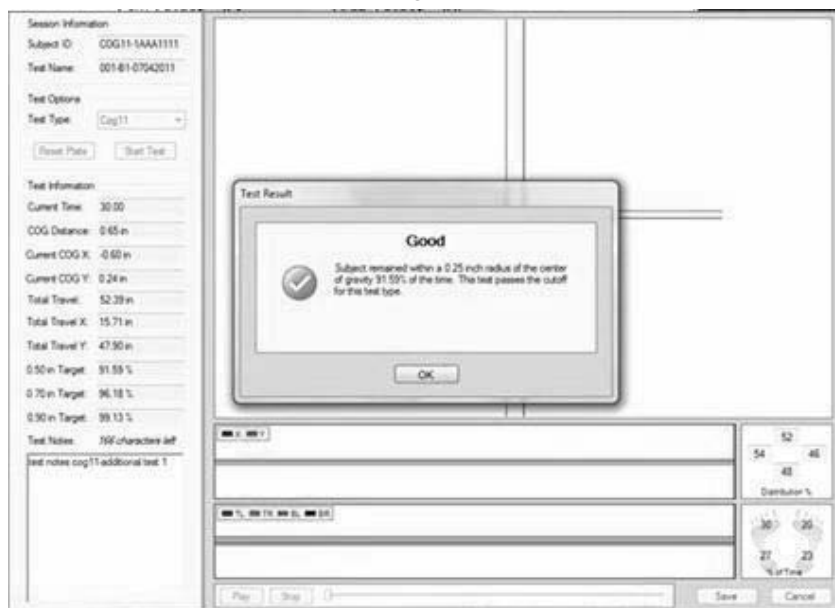 Session Information
Subject ID: COG11-1AAA1111
Test Name: 001-B1-07042011
Test Options
Test Type: Cog11
Reset Plate Start Test
Test Information
Current Time: 30.00
COG Distance: 0.65 in
Current COG X: -0.60 in
Current COG Y: 0.24 in
Total Travel: 52.39 in
Total Travel X: 15.71 in
Total Travel Y: 47.90 in
0.50 in Target: 91.59 %
0.70 in Target: 96.18 %
0.90 in Target: 99.13 %
Test Notes: 166 characters left
test notes cog11-additional test 1
Test Result
Good
Subject remained within a 0.25 inch radius of the center
of gravity 91.59% of the time. This test passes the cutoff
for this test type.
OK
X Y
52
54 46
48
Distribution %
TL TR BL BR
30 20
27 23
% of Time
Play Stop
Save Cancel